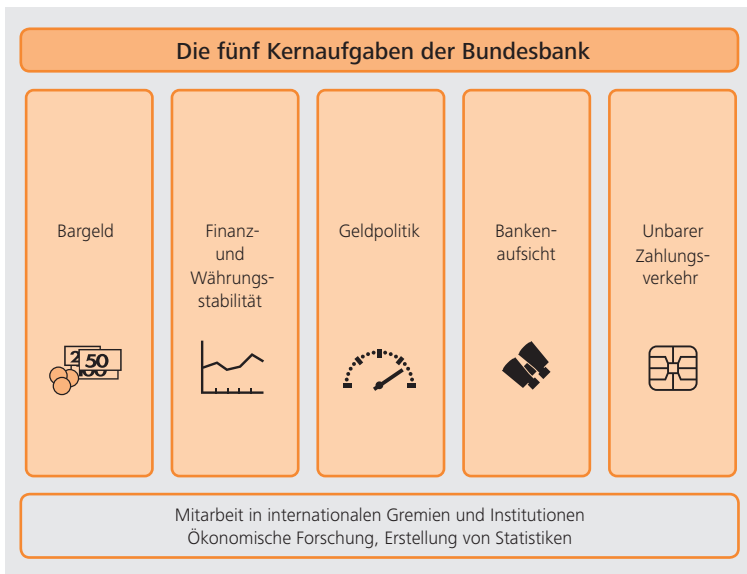 Die fünf Kernaufgaben der Bundesbank
Bargeld
Finanz-
und
Währungs-
stabilität
Geldpolitik
Banken-
aufsicht
Unbarer
Zahlungs-
verkehr
50
Mitarbeit in internationalen Gremien und Institutionen
Ökonomische Forschung, Erstellung von Statistiken